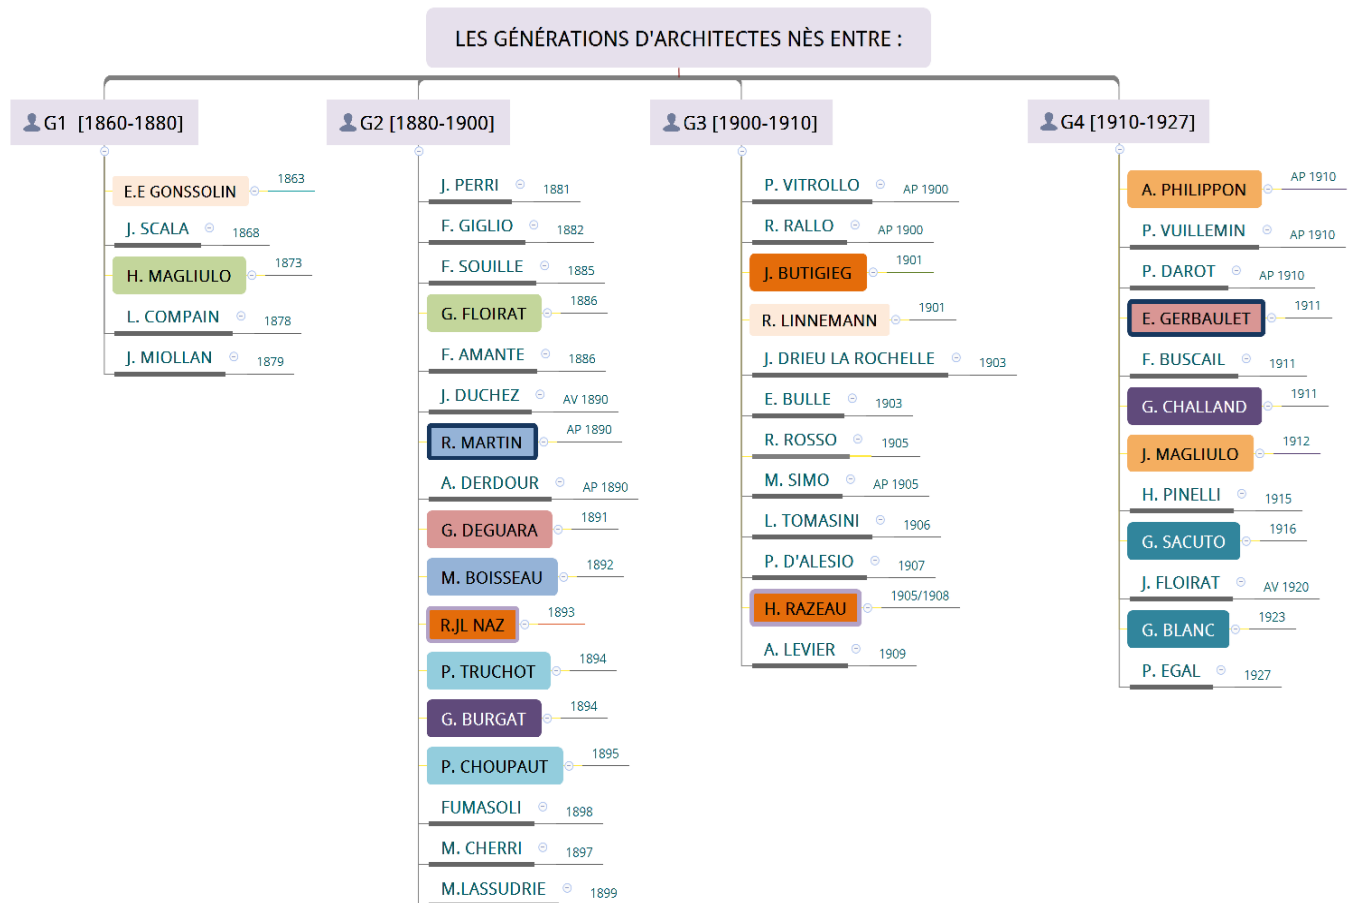 LES GÉNÉRATIONS D'ARCHITECTES NÈS ENTRE :
G1 [1860-1880]
E.E GONSSOLIN 1863
J. SCALA 1868
H. MAGLIULO 1873
L. COMPAIN 1878
J. MIOLLAN 1879
G2 [1880-1900]
J. PERRI 1881
F. GIGLIO 1882
F. SOUILLE 1885
G. FLOIRAT 1886
F. AMANTE 1886
J. DUCHEZ AV 1890
R. MARTIN AP 1890
A. DERDOUR AP 1890
G. DEGUARA 1891
M. BOISSEAU 1892
R.JL NAZ 1893
P. TRUCHOT 1894
G. BURGAT 1894
P. CHOUPAUT 1895
FUMASOLI 1898
M. CHERRI 1897
M.LASSUDRIE 1899
G3 [1900-1910]
P. VITROLLO AP 1900
R. RALLO AP 1900
J. BUTIGIEG 1901
R. LINNEMANN 1901
J. DRIEU LA ROCHELLE 1903
E. BULLE 1903
R. ROSSO 1905
M. SIMO AP 1905
L. TOMASINI 1906
P. D'ALESIO 1907
H. RAZEAU 1905/1908
A. LEVIER 1909
G4 [1910-1927]
A. PHILIPPON AP 1910
P. VUILLEMIN AP 1910
P. DAROT AP 1910
E. GERBAULET 1911
F. BUSCAIL 1911
G. CHALLAND 1911
J. MAGLIULO 1912
H. PINELLI 1915
G. SACUTO 1916
J. FLOIRAT AV 1920
G. BLANC 1923
P. EGAL 1927